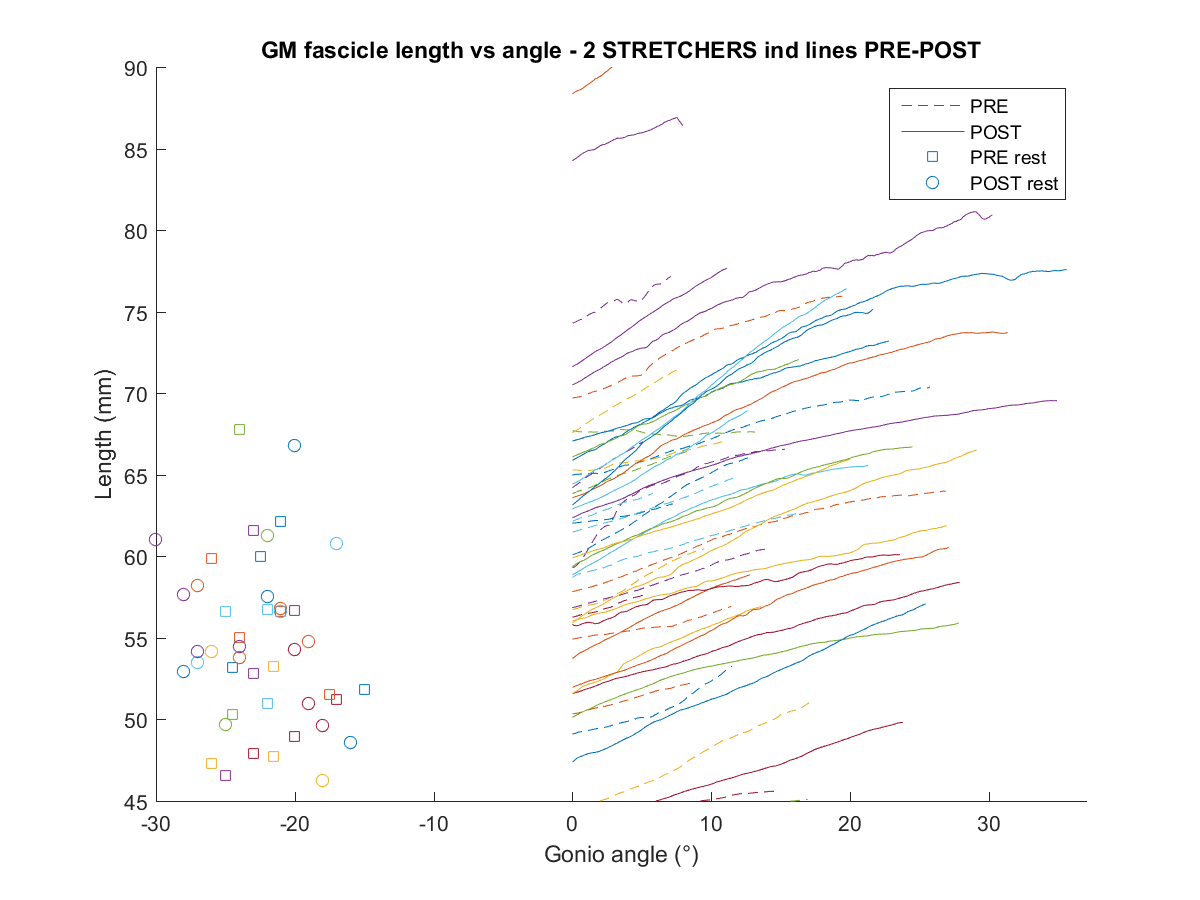 GM fascicle length vs angle - 2 STRETCHERS ind lines PRE-POST
90
85
80
75
70
65
60
55
50
45
Length (mm)
PRE
POST
PRE rest
POST rest
-30
-20
-10
0
10
20
30
Gonio angle (°)